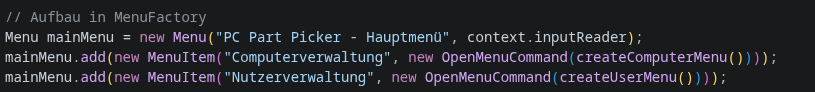 // Aufbau in MenuFactory
Menu mainMenu = new Menu("PC Part Picker - Hauptmenü", context.inputReader);
mainMenu.add(new MenuItem("Computerverwaltung", new OpenMenuCommand(createComputerMenu())));
mainMenu.add(new MenuItem("Nutzerverwaltung", new OpenMenuCommand(createUserMenu())));